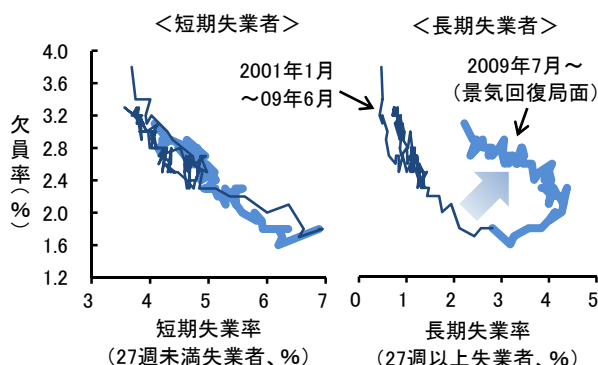 ＜短期失業者＞
＜長期失業者＞
欠員率（％）
4.0
3.6
3.2
2.8
2.4
2.0
1.6
1.2
3 4 5 6 7
短期失業率
（27週未満失業者、％）
2001年1月
～09年6月
2009年7月～
（景気回復局面）
0 1 2 3 4 5
長期失業率
（27週以上失業者、％）